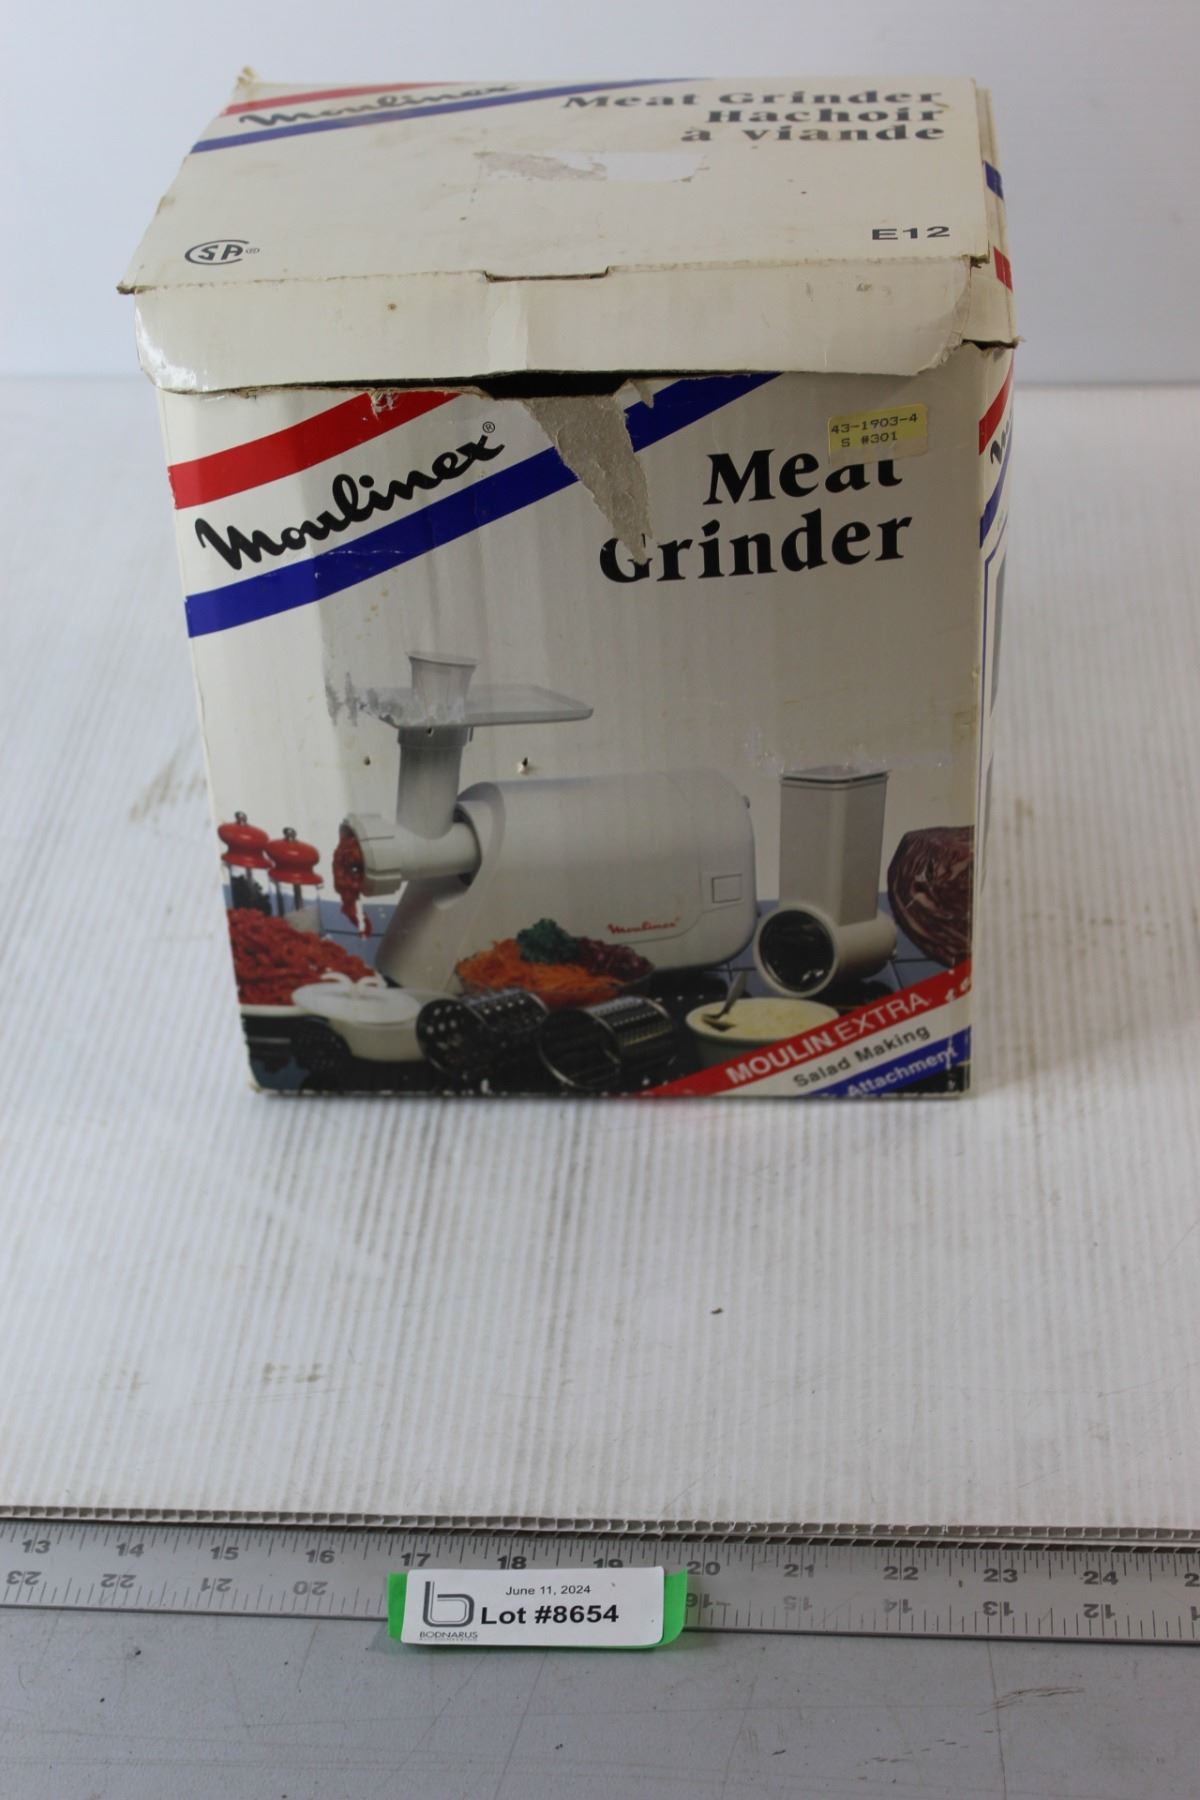 Moulinex
Meat Grinder
Hachoir
à viande
CSA®
E12
43-1903-4
S #301
Moulinex®
Meat
Grinder
Moulinex
MOULIN EXTRA
Salad Making
Attachment
13 14 15 16 17 18 19 20 21 22 23 24
23 22 21 20 16 15 14 13 12
June 11, 2024
Lot #8654
BODNARUS